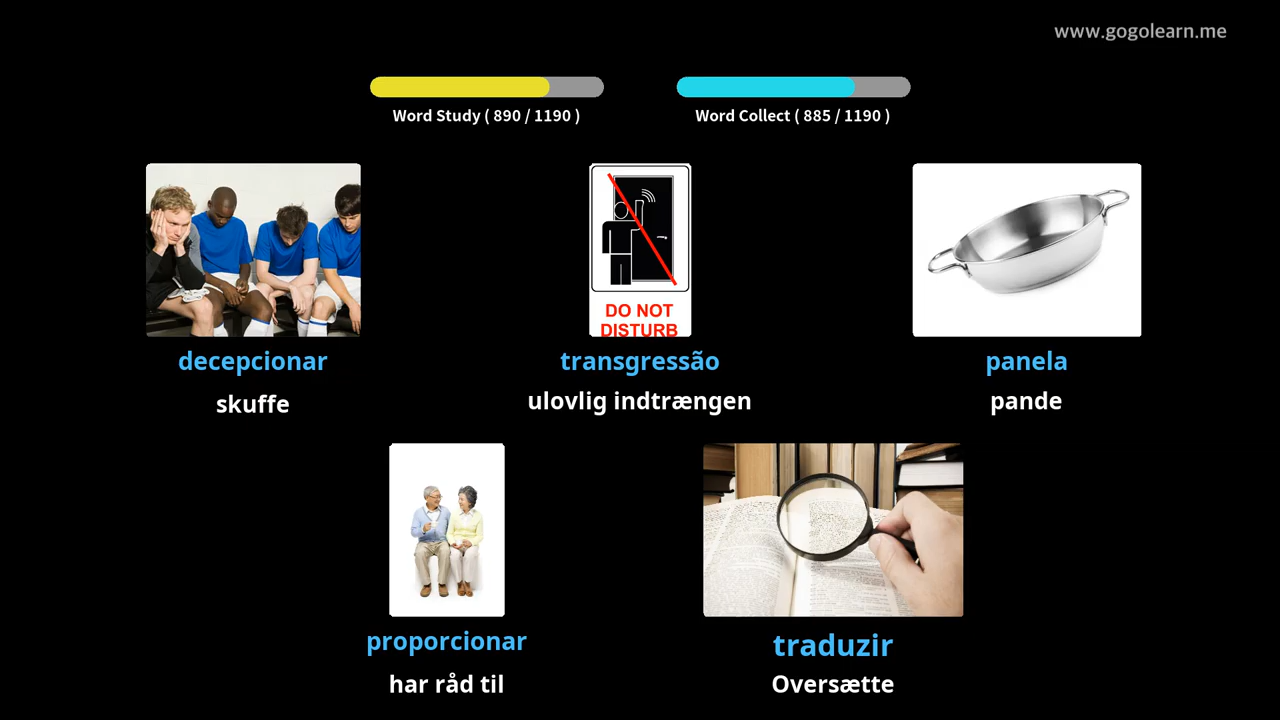 www.gogolearn.me
Word Study ( 890 / 1190 )
Word Collect ( 885 / 1190 )
DO NOT
DISTURB
decepcionar
transgressão
panela
skuffe
ulovlig indtrængen
pande
proporcionar
traduzir
har råd til
Oversætte